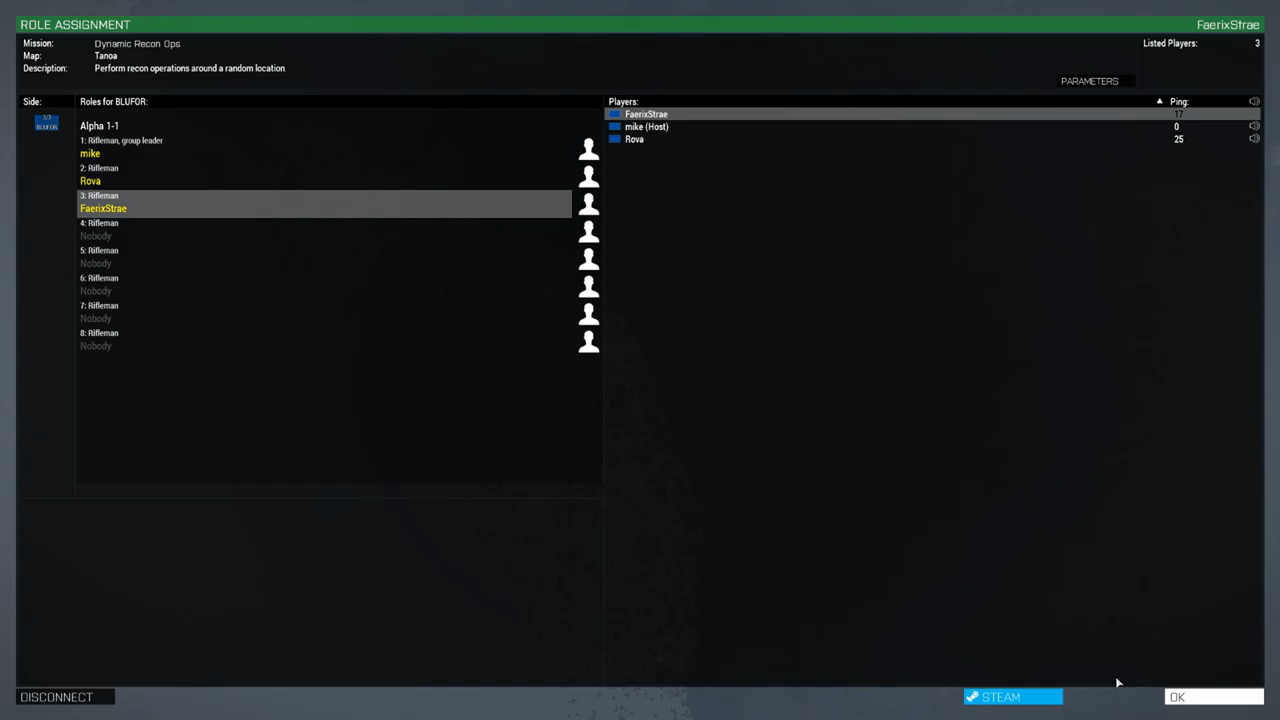 ROLE ASSIGNMENT
FaerixStrae
Mission: Dynamic Recon Ops
Map: Tanoa
Description: Perform recon operations around a random location
Listed Players: 3
PARAMETERS
Side:
3/3
BLUFOR
Roles for BLUFOR:
Alpha 1-1
1: Rifleman, group leader
mike
2: Rifleman
Rova
3: Rifleman
FaerixStrae
4: Rifleman
Nobody
5: Rifleman
Nobody
6: Rifleman
Nobody
7: Rifleman
Nobody
8: Rifleman
Nobody
Players: Ping:
FaerixStrae 17
mike (Host) 0
Rova 25
DISCONNECT
STEAM
OK